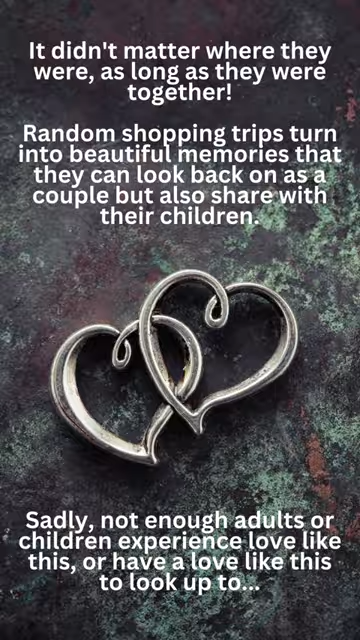 It didn't matter where they
were, as long as they were
together!
Random shopping trips turn
into beautiful memories that
they can look back on as a
couple but also share with
their children.
Sadly, not enough adults or
children experience love like
this, or have a love like this
to look up to...